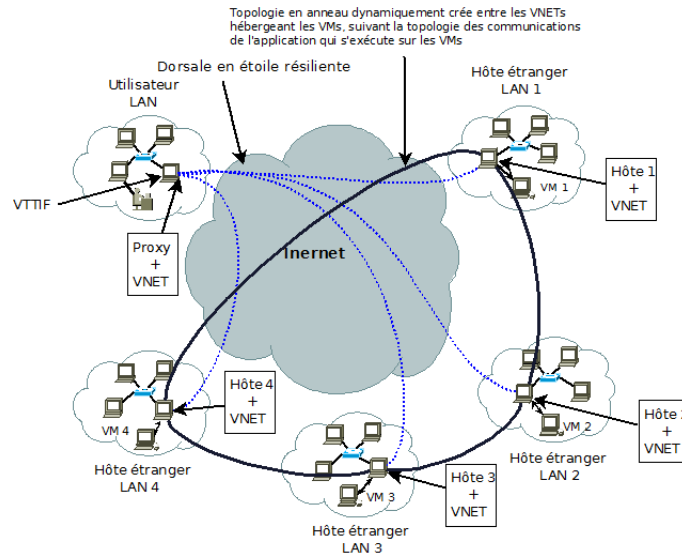 Topologie en anneau dynamiquement crée entre les VNETs
hébergeant les VMs, suivant la topologie des communications
de l'application qui s'exécute sur les VMs
Dorsale en étoile résiliente
Utilisateur
LAN
Hôte étranger
LAN 1
VM 1
Hôte 1
+
VNET
VTTIF
Proxy
+
VNET
Inernet
Hôte 4
+
VNET
VM 4
Hôte étranger
LAN 4
VM 2
Hôte 2
+
VNET
Hôte étranger
LAN 2
VM 3
Hôte 3
+
VNET
Hôte étranger
LAN 3